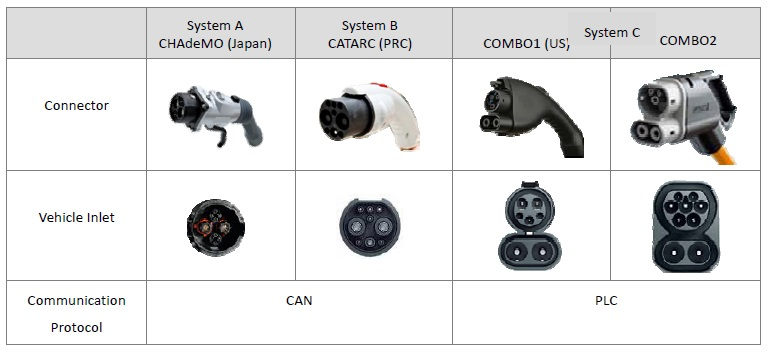 System A
CHAdeMO (Japan)
System B
CATARC (PRC)
System C
COMBO1 (US)
COMBO2
Connector
Vehicle Inlet
Communication
Protocol
CAN
PLC